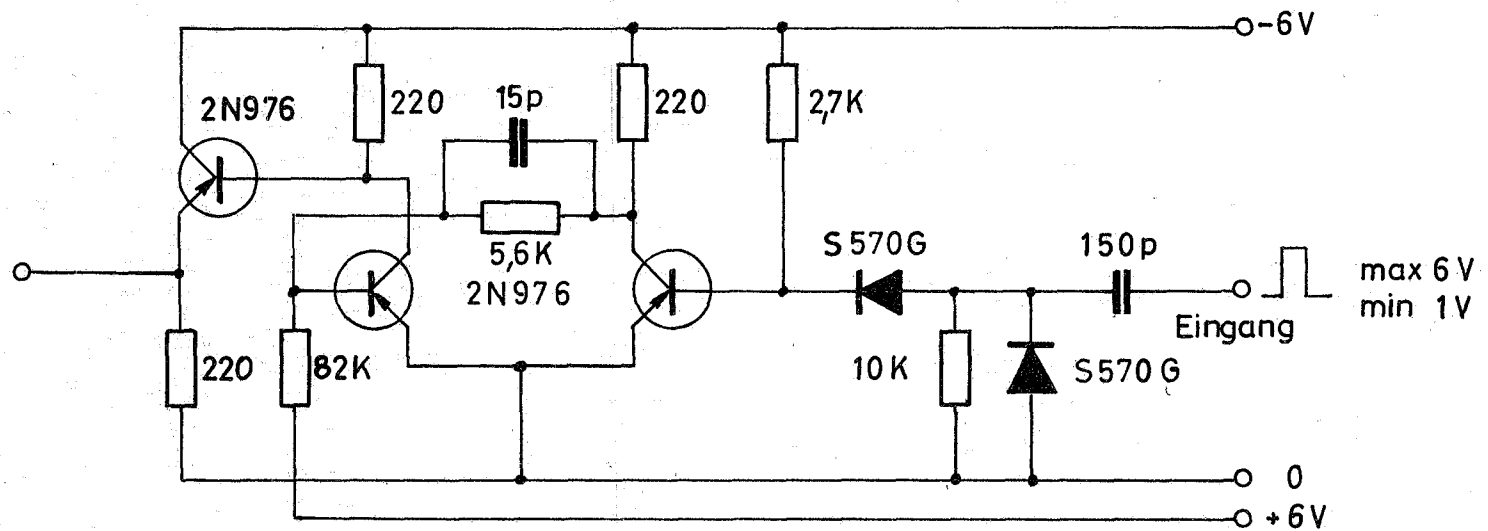 -6V
2N976
220
15p
220
2,7K
5,6K
2N976
S570G
150p
max 6V
min 1V
Eingang
220
82K
10K
S570G
0
+6V